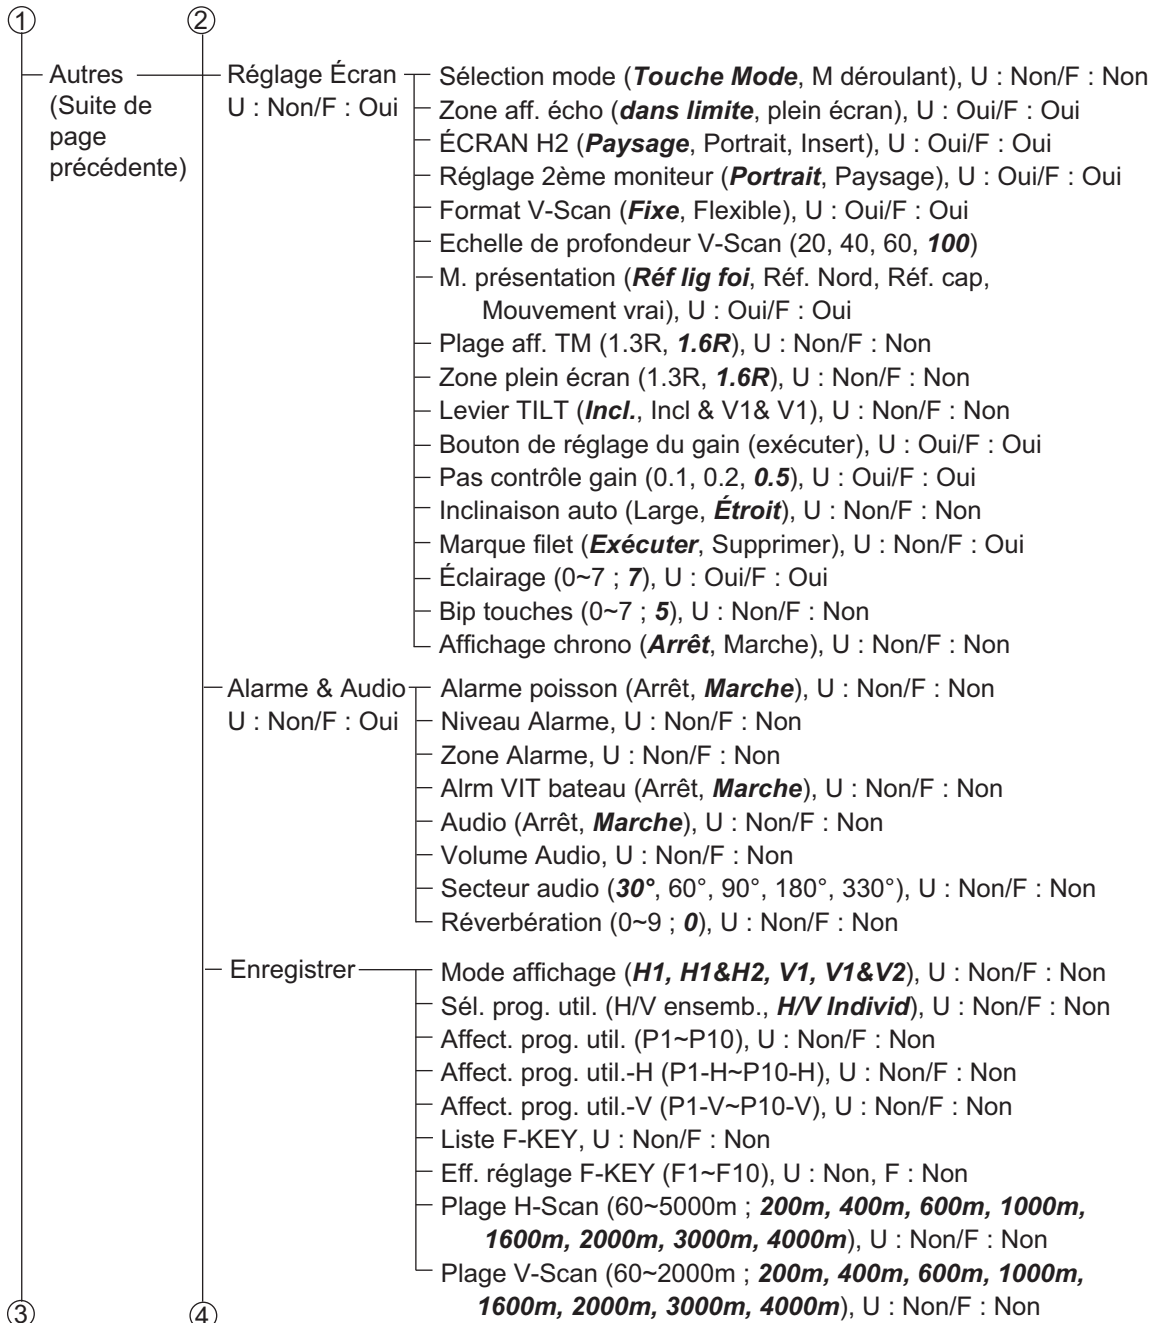 ① ②
Autres Réglage Écran Sélection mode (Touche Mode, M déroulant), U : Non/F : Non
(Suite de U : Non/F : Oui Zone aff. écho (dans limite, plein écran), U : Oui/F : Oui
page ÉCRAN H2 (Paysage, Portrait, Insert), U : Oui/F : Oui
précédente) Réglage 2ème moniteur (Portrait, Paysage), U : Oui/F : Oui
Format V-Scan (Fixe, Flexible), U : Oui/F : Oui
Echelle de profondeur V-Scan (20, 40, 60, 100)
M. présentation (Réf lig foi, Réf. Nord, Réf. cap,
Mouvement vrai), U : Oui/F : Oui
Plage aff. TM (1.3R, 1.6R), U : Non/F : Non
Zone plein écran (1.3R, 1.6R), U : Non/F : Non
Levier TILT (Incl., Incl & V1& V1), U : Non/F : Non
Bouton de réglage du gain (exécuter), U : Oui/F : Oui
Pas contrôle gain (0.1, 0.2, 0.5), U : Oui/F : Oui
Inclinaison auto (Large, Étroit), U : Non/F : Non
Marque filet (Exécuter, Supprimer), U : Non/F : Oui
Éclairage (0~7 ; 7), U : Oui/F : Oui
Bip touches (0~7 ; 5), U : Non/F : Non
Affichage chrono (Arrêt, Marche), U : Non/F : Non
Alarme & Audio Alarme poisson (Arrêt, Marche), U : Non/F : Non
U : Non/F : Oui Niveau Alarme, U : Non/F : Non
Zone Alarme, U : Non/F : Non
Alrm VIT bateau (Arrêt, Marche), U : Non/F : Non
Audio (Arrêt, Marche), U : Non/F : Non
Volume Audio, U : Non/F : Non
Secteur audio (30°, 60°, 90°, 180°, 330°), U : Non/F : Non
Réverbération (0~9 ; 0), U : Non/F : Non
Enregistrer Mode affichage (H1, H1&H2, V1, V1&V2), U : Non/F : Non
Sél. prog. util. (H/V ensemb., H/V Individ), U : Non/F : Non
Affect. prog. util. (P1~P10), U : Non/F : Non
Affect. prog. util.-H (P1-H~P10-H), U : Non/F : Non
Affect. prog. util.-V (P1-V~P10-V), U : Non/F : Non
Liste F-KEY, U : Non/F : Non
Eff. réglage F-KEY (F1~F10), U : Non, F : Non
Plage H-Scan (60~5000m ; 200m, 400m, 600m, 1000m,
1600m, 2000m, 3000m, 4000m), U : Non/F : Non
Plage V-Scan (60~2000m ; 200m, 400m, 600m, 1000m,
1600m, 2000m, 3000m, 4000m), U : Non/F : Non
③ ④